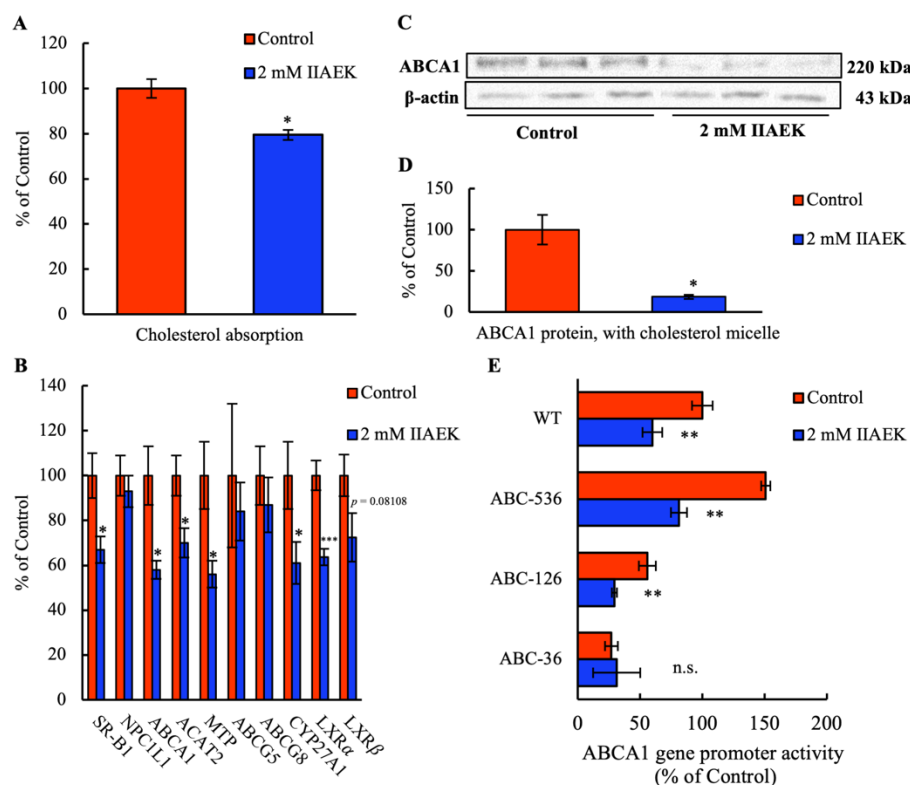 A
Control
2 mM IIAEK
% of Control
120
100
80
60
40
20
0
*
Cholesterol absorption
C
ABCA1
220 kDa
β-actin
43 kDa
Control
2 mM IIAEK
D
Control
2 mM IIAEK
% of Control
150
100
50
0
*
ABCA1 protein, with cholesterol micelle
B
Control
2 mM IIAEK
% of Control
140
120
100
80
60
40
20
0
*
*
*
*
*
***
p = 0.08108
SR-B1
NPC1L1
ABCA1
ACAT2
MTP
ABCG5
ABCG8
CYP27A1
LXRα
LXRβ
E
Control
2 mM IIAEK
WT
**
ABC-536
**
ABC-126
**
ABC-36
n.s.
0 50 100 150 200
ABCA1 gene promoter activity
(% of Control)